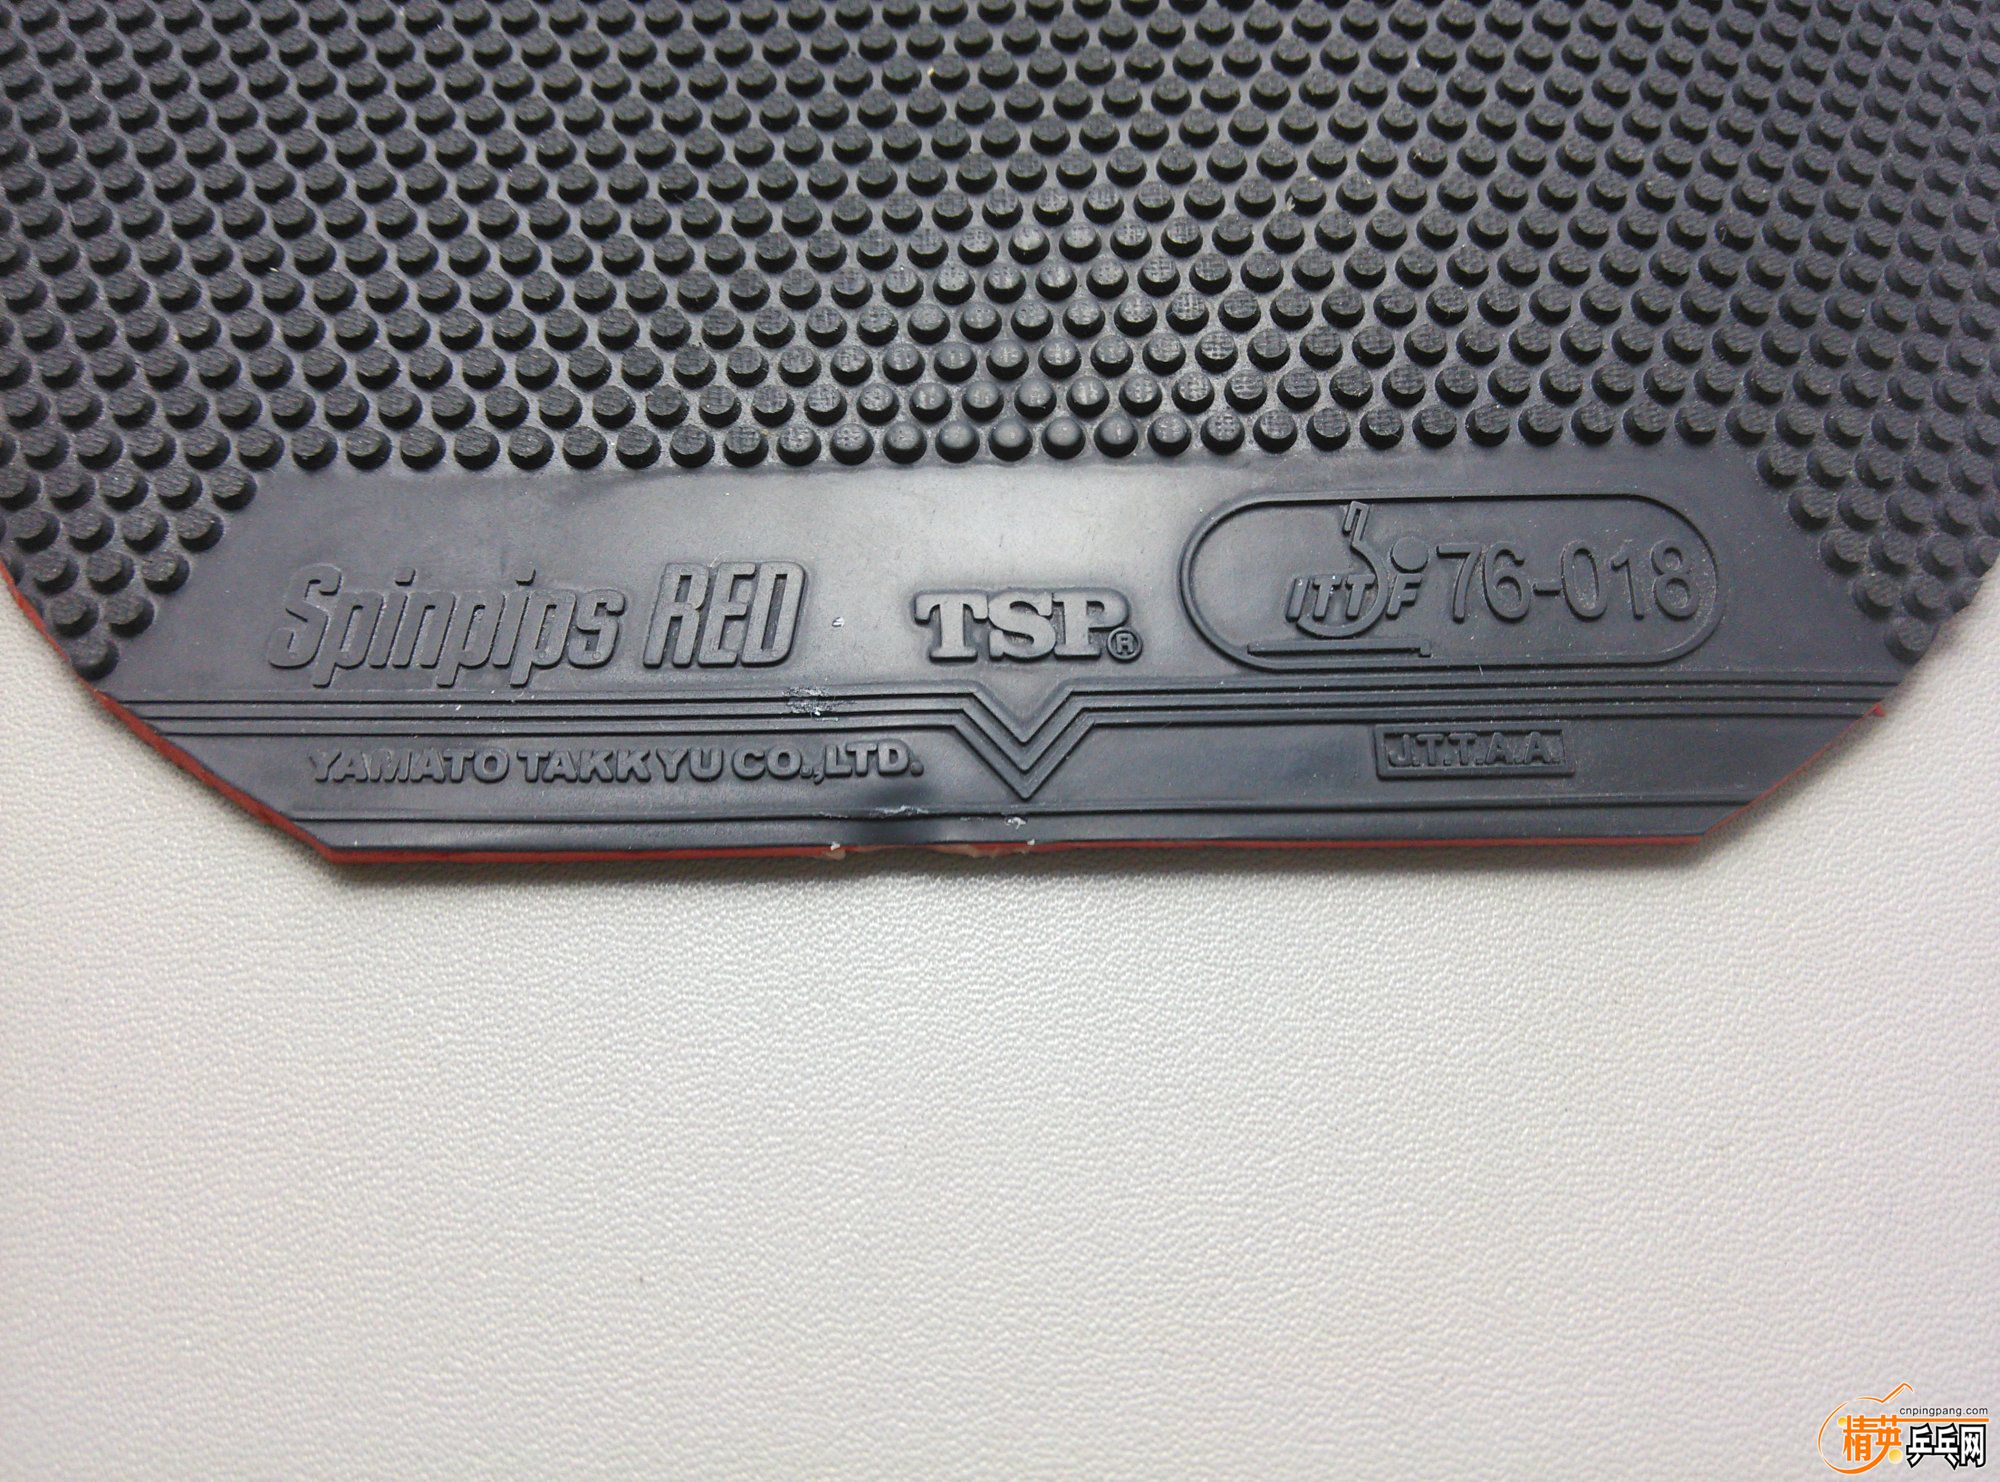 Spinpips RED
TSP®
ITTF 76-018
YAMATO TAKKYU CO.,LTD.
J.T.T.A.A.
cnpingpang.com
精英乒乓网